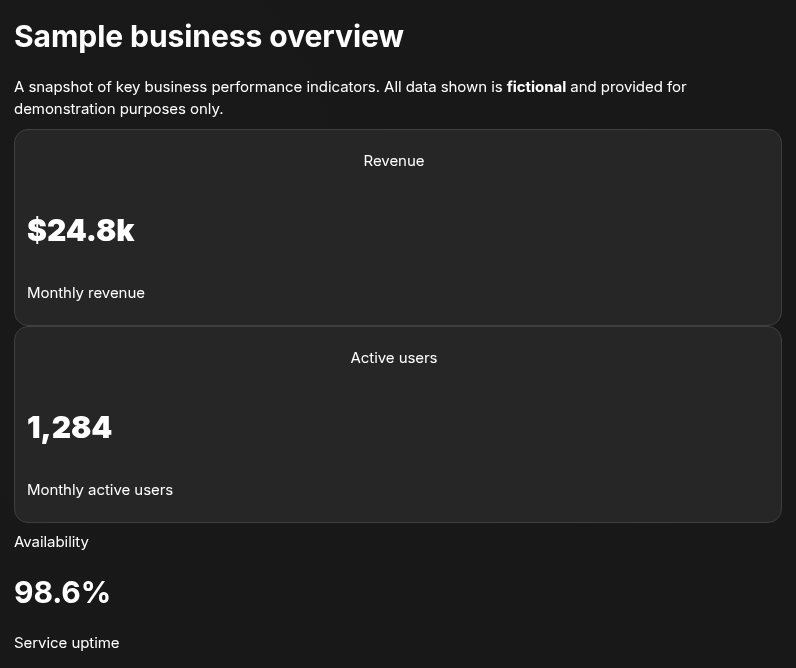 Sample business overview
A snapshot of key business performance indicators. All data shown is fictional and provided for
demonstration purposes only.
Revenue
$24.8k
Monthly revenue
Active users
1,284
Monthly active users
Availability
98.6%
Service uptime